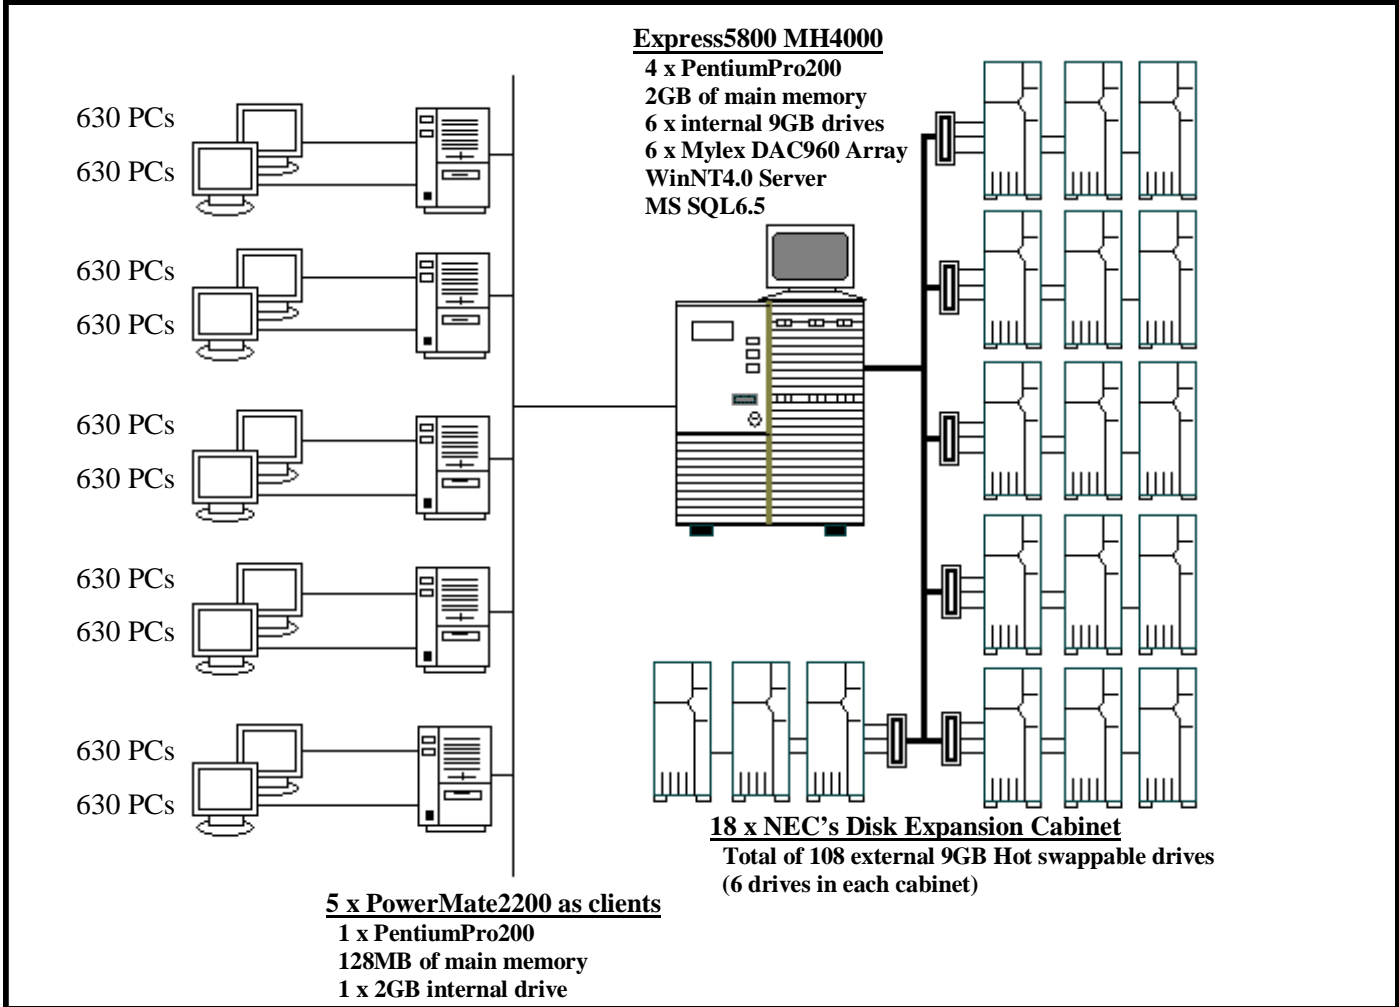 Express5800 MH4000
4 x PentiumPro200
2GB of main memory
6 x internal 9GB drives
6 x Mylex DAC960 Array
WinNT4.0 Server
MS SQL6.5
630 PCs
630 PCs
630 PCs
630 PCs
630 PCs
630 PCs
630 PCs
630 PCs
630 PCs
630 PCs
18 x NEC's Disk Expansion Cabinet
Total of 108 external 9GB Hot swappable drives
(6 drives in each cabinet)
5 x PowerMate2200 as clients
1 x PentiumPro200
128MB of main memory
1 x 2GB internal drive